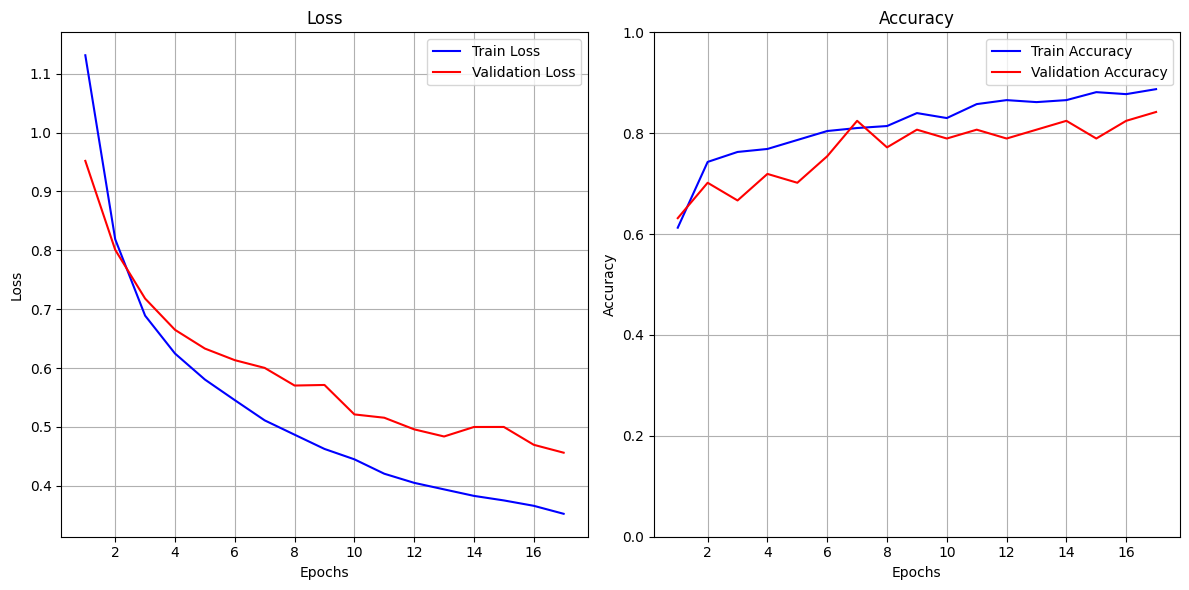 Loss
Train Loss
Validation Loss
1.1
1.0
0.9
0.8
0.7
0.6
0.5
0.4
Loss
2 4 6 8 10 12 14 16
Epochs
Accuracy
Train Accuracy
Validation Accuracy
1.0
0.8
0.6
0.4
0.2
0.0
Accuracy
2 4 6 8 10 12 14 16
Epochs